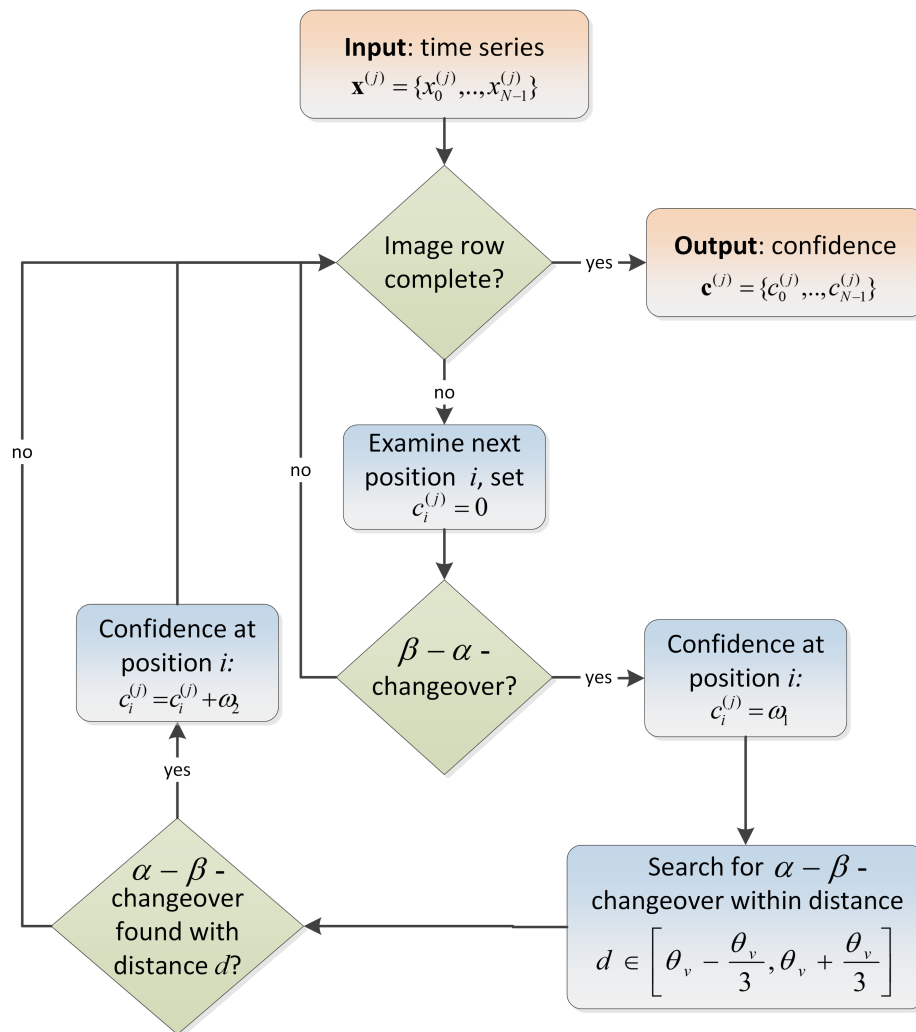 Input: time series
𝐱^{(j)} = {x_0^{(j)},..,x_{N−1}^{(j)}}
Image row
complete?
yes
Output: confidence
𝐜^{(j)} = {c_0^{(j)},..,c_{N−1}^{(j)}}
no
Examine next
position i, set
c_i^{(j)} = 0
no
no
β − α -
changeover?
yes
Confidence at
position i:
c_i^{(j)} = ω_1
Confidence at
position i:
c_i^{(j)} = c_i^{(j)} + ω_2
yes
Search for α − β -
changeover within distance
d ∈ [θ_v − θ_v/3, θ_v + θ_v/3]
α − β -
changeover
found with
distance d?